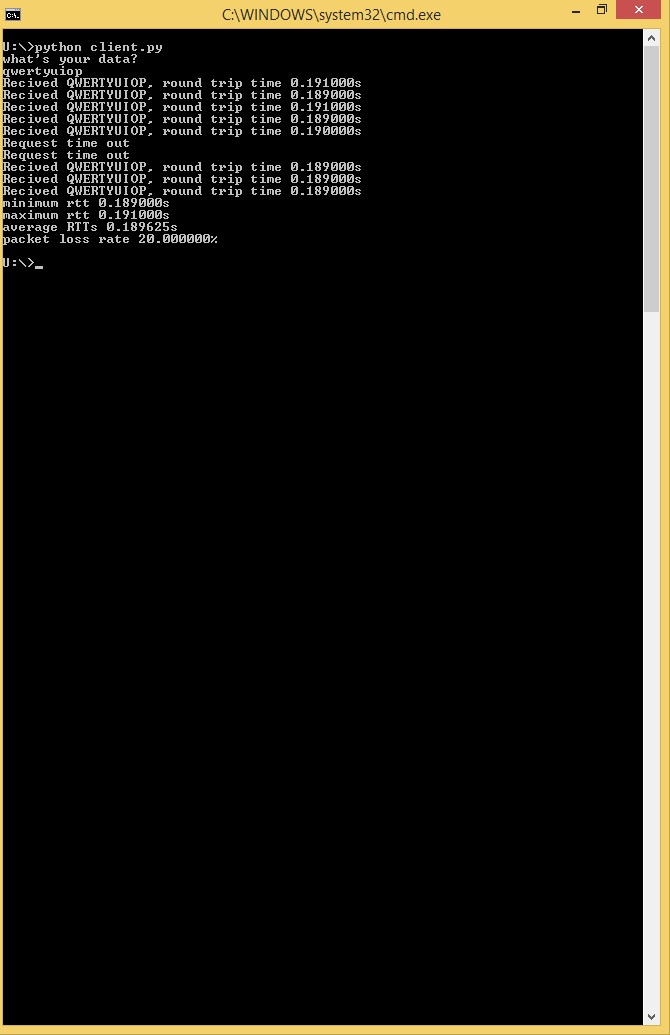 C:\WINDOWS\system32\cmd.exe
U:\>python client.py
what's your data?
qwertyuiop
Recived QWERTYUIOP, round trip time 0.191000s
Recived QWERTYUIOP, round trip time 0.189000s
Recived QWERTYUIOP, round trip time 0.191000s
Recived QWERTYUIOP, round trip time 0.189000s
Recived QWERTYUIOP, round trip time 0.190000s
Request time out
Request time out
Recived QWERTYUIOP, round trip time 0.189000s
Recived QWERTYUIOP, round trip time 0.189000s
Recived QWERTYUIOP, round trip time 0.189000s
minimum rtt 0.189000s
maximum rtt 0.191000s
average RTTs 0.189625s
packet loss rate 20.000000%
U:\>_